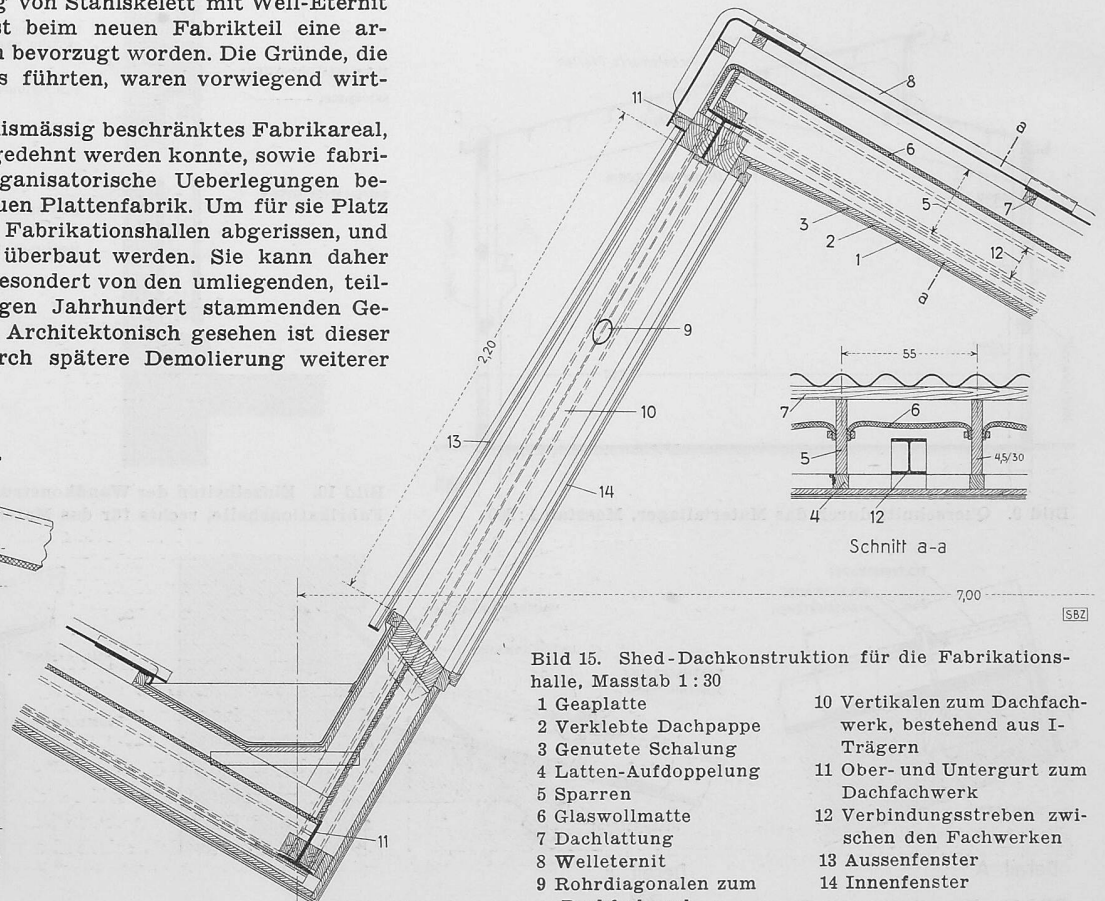 g von Stahlskelett mit Well-Eternit
st beim neuen Fabrikteil eine ar-
n bevorzugt worden. Die Gründe, die
s führten, waren vorwiegend wirt-
ismässig beschränktes Fabrikareal,
gedehnt werden konnte, sowie fabri-
ganisatorische Ueberlegungen be-
uen Plattenfabrik. Um für sie Platz
Fabrikationshallen abgerissen, und
überbaut werden. Sie kann daher
esondert von den umliegenden, teil-
gen Jahrhundert stammenden Ge-
Architektonisch gesehen ist dieser
urch spätere Demolierung weiterer
11
8
a
6
5
7
3
2
1
12
a
2,20
9
10
13
14
11
55
7
6
5
4,5/30
4
12
Schnitt a-a
7,00
SBZ
Bild 15. Shed-Dachkonstruktion für die Fabrikations-
halle, Masstab 1:30
1 Geaplatte
2 Verklebte Dachpappe
3 Genutete Schalung
4 Latten-Aufdoppelung
5 Sparren
6 Glaswollmatte
7 Dachlattung
8 Welleternit
9 Rohrdiagonalen zum
10 Vertikalen zum Dachfach-
werk, bestehend aus I-
Trägern
11 Ober- und Untergurt zum
Dachfachwerk
12 Verbindungsstreben zwi-
schen den Fachwerken
13 Aussenfenster
14 Innenfenster